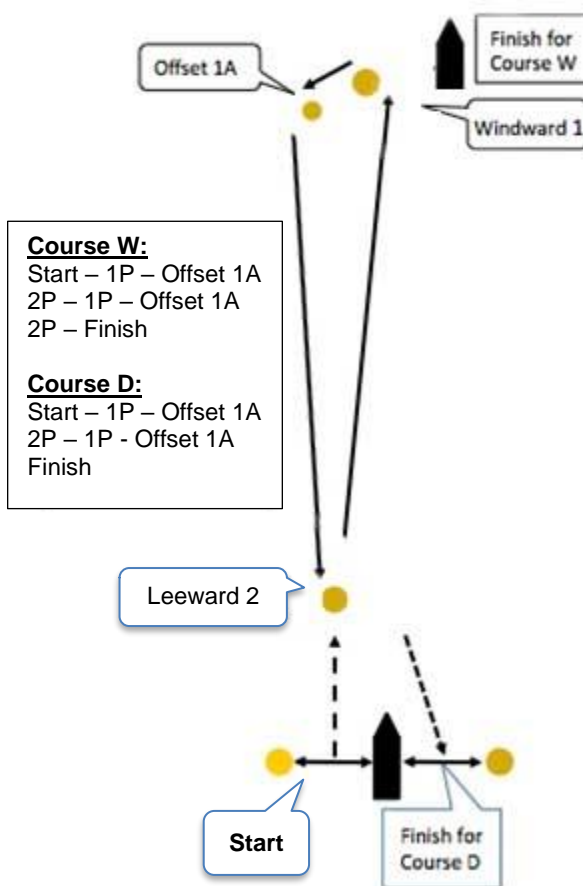 Offset 1A
Finish for
Course W
Windward 1
Course W:
Start – 1P – Offset 1A
2P – 1P – Offset 1A
2P – Finish
Course D:
Start – 1P – Offset 1A
2P – 1P - Offset 1A
Finish
Leeward 2
Start
Finish for
Course D